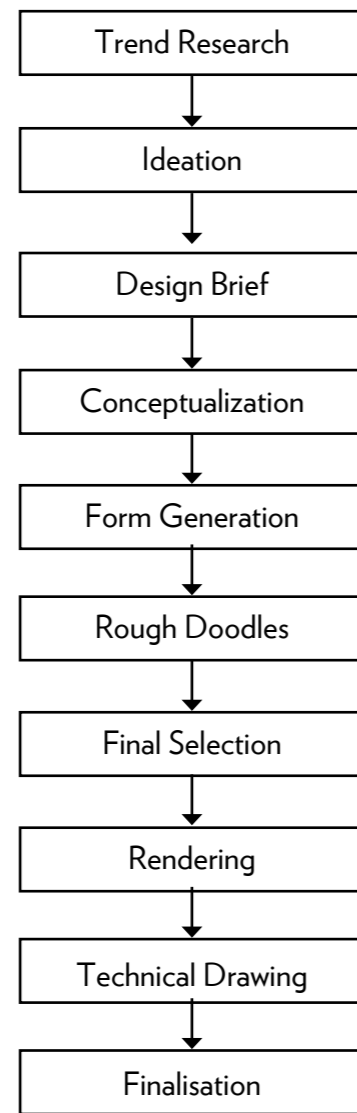 Trend Research
Ideation
Design Brief
Conceptualization
Form Generation
Rough Doodles
Final Selection
Rendering
Technical Drawing
Finalisation